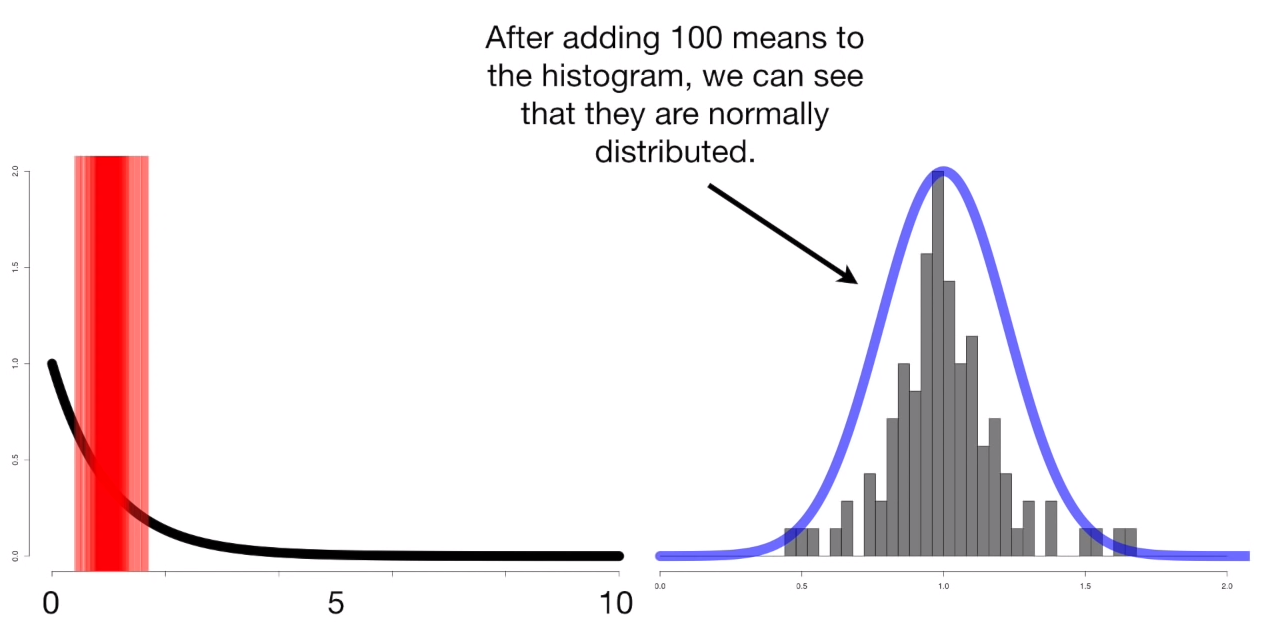 After adding 100 means to
the histogram, we can see
that they are normally
distributed.
2.0
1.5
1.0
0.5
0.0
0 5 10
0.0 0.5 1.0 1.5 2.0